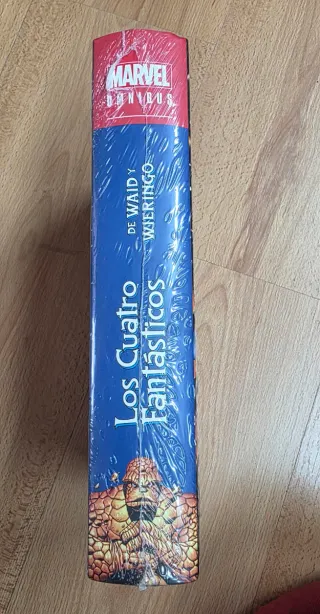 MARVEL
OMNIBUS
Los Cuatro
Fantásticos
DE WAID Y
WIERINGO